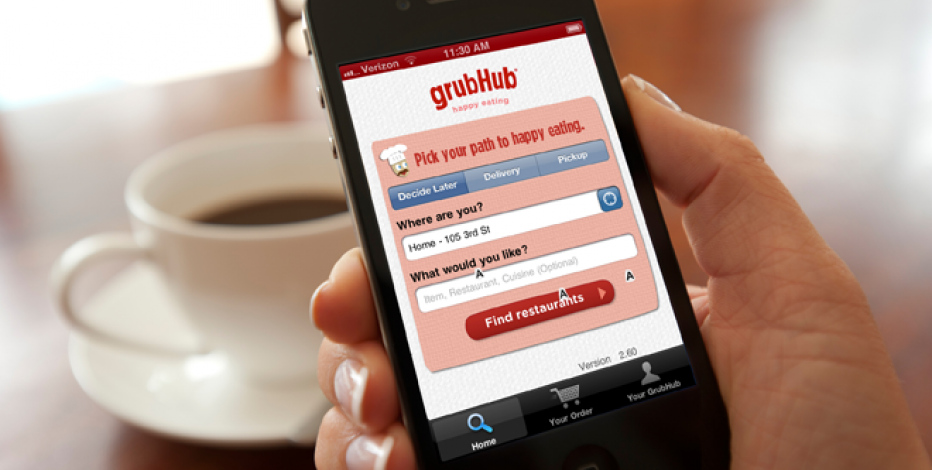 Verizon 11:30 AM
grubHub
happy eating
Pick your path to happy eating.
Decide Later Delivery Pickup
Where are you?
Home - 105 3rd St
What would you like?
A
Item, Restaurant, Cuisine (Optional)
A
A
Find restaurants
Version 2.60
Home Your Order Your GrubHub